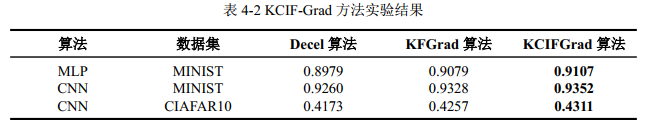 表 4-2 KCIF-Grad 方法实验结果
算法 数据集 Decel 算法 KFGrad 算法 KCIFGrad 算法
MLP MINIST 0.8979 0.9079 0.9107
CNN MINIST 0.9260 0.9328 0.9352
CNN CIAFAR10 0.4173 0.4257 0.4311